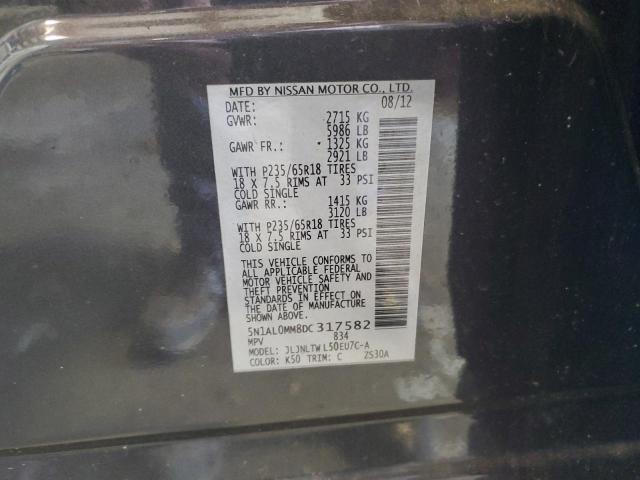 MFD BY NISSAN MOTOR CO., LTD.
DATE: 08/12
GVWR: 2715 KG
5986 LB
GAWR FR.: 1325 KG
2921 LB
WITH P235/65R18 TIRES
18 X 7.5 RIMS AT 33 PSI
COLD SINGLE
GAWR RR.: 1415 KG
3120 LB
WITH P235/65R18 TIRES
18 X 7.5 RIMS AT 33 PSI
COLD SINGLE
THIS VEHICLE CONFORMS TO
ALL APPLICABLE FEDERAL
MOTOR VEHICLE SAFETY AND
THEFT PREVENTION
STANDARDS IN EFFECT ON
THE DATE OF MANUFACTURE
SHOWN ABOVE.
5N1AL0MM8DC317582
MPV 834
MODEL: JLJNLTWL50EU7C-A
COLOR: K50 TRIM: C ZS30A